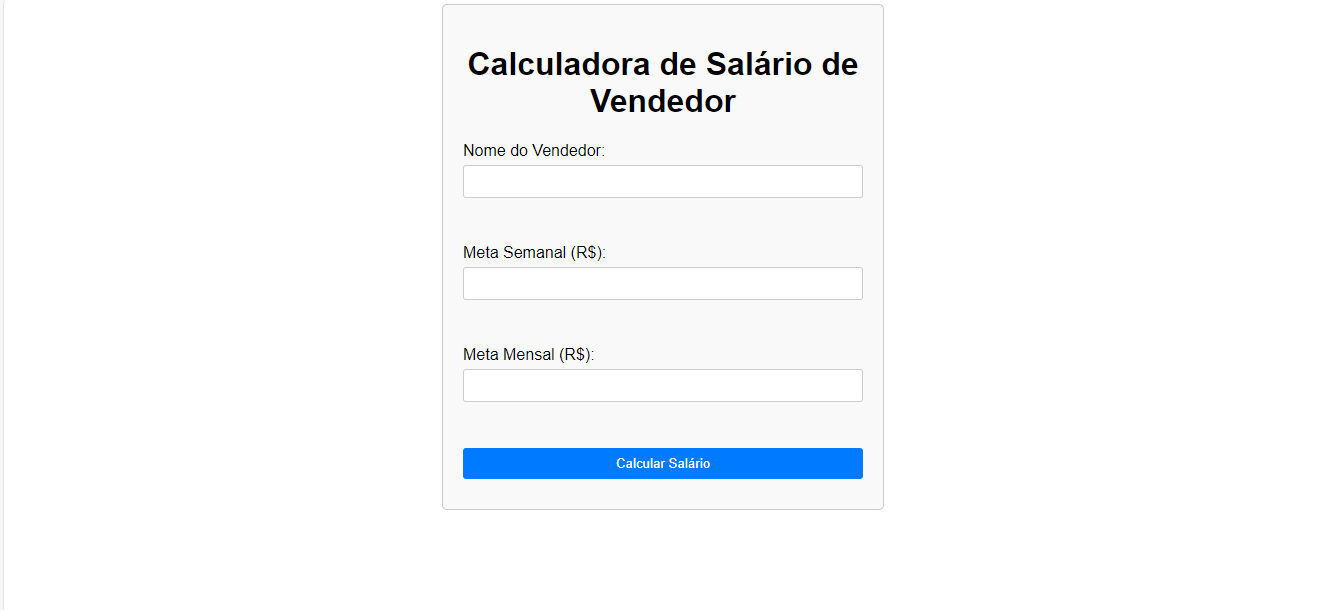 Calculadora de Salário de
Vendedor
Nome do Vendedor:
Meta Semanal (R$):
Meta Mensal (R$):
Calcular Salário